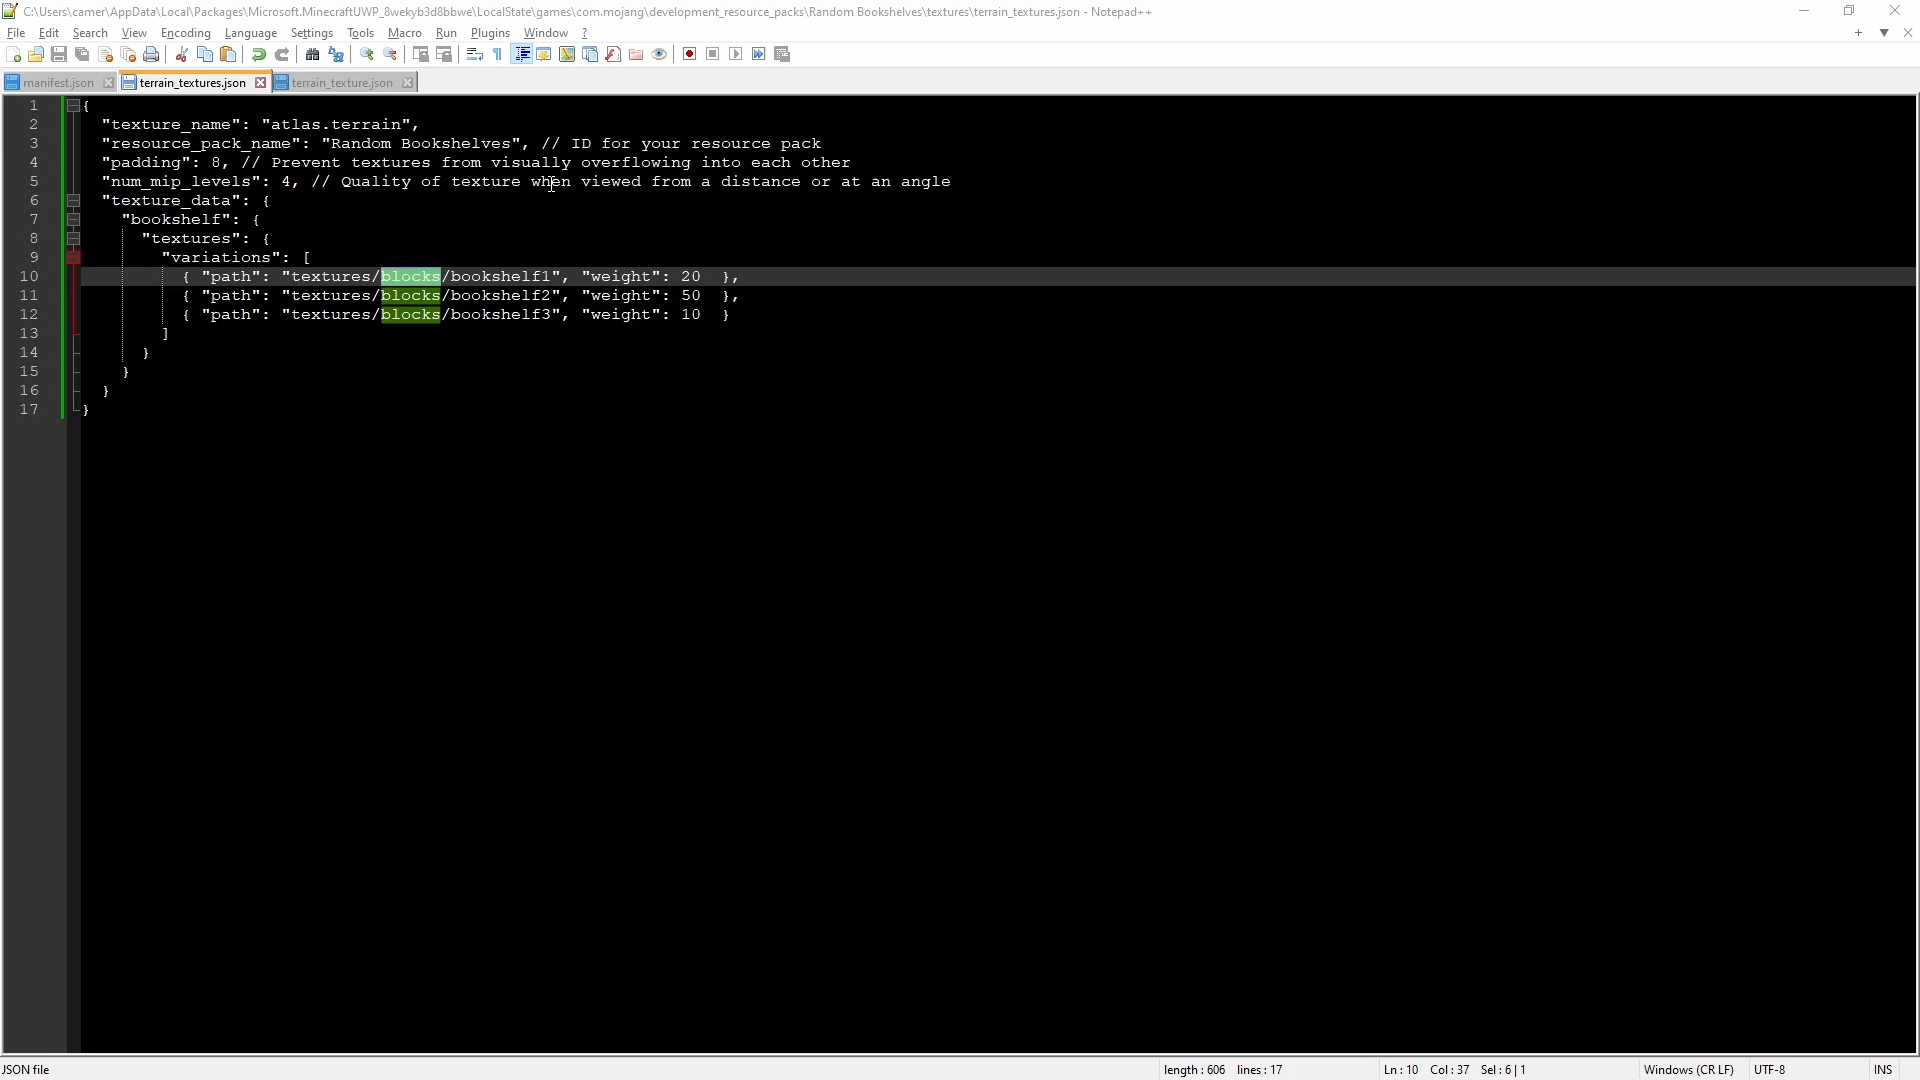 C:\Users\camer\AppData\Local\Packages\Microsoft.MinecraftUWP_8wekyb3d8bbwe\LocalState\games\com.mojang\development_resource_packs\Random Bookshelves\textures\terrain_textures.json - Notepad++
File Edit Search View Encoding Language Settings Tools Macro Run Plugins Window ?
manifest.json terrain_textures.json terrain_texture.json
1 {
2 "texture_name": "atlas.terrain",
3 "resource_pack_name": "Random Bookshelves", // ID for your resource pack
4 "padding": 8, // Prevent textures from visually overflowing into each other
5 "num_mip_levels": 4, // Quality of texture when viewed from a distance or at an angle
6 "texture_data": {
7 "bookshelf": {
8 "textures": {
9 "variations": [
10 { "path": "textures/blocks/bookshelf1", "weight": 20 },
11 { "path": "textures/blocks/bookshelf2", "weight": 50 },
12 { "path": "textures/blocks/bookshelf3", "weight": 10 }
13 ]
14 }
15 }
16 }
17 }
JSON file length : 606 lines : 17 Ln : 10 Col : 37 Sel : 6 | 1 Windows (CR LF) UTF-8 INS